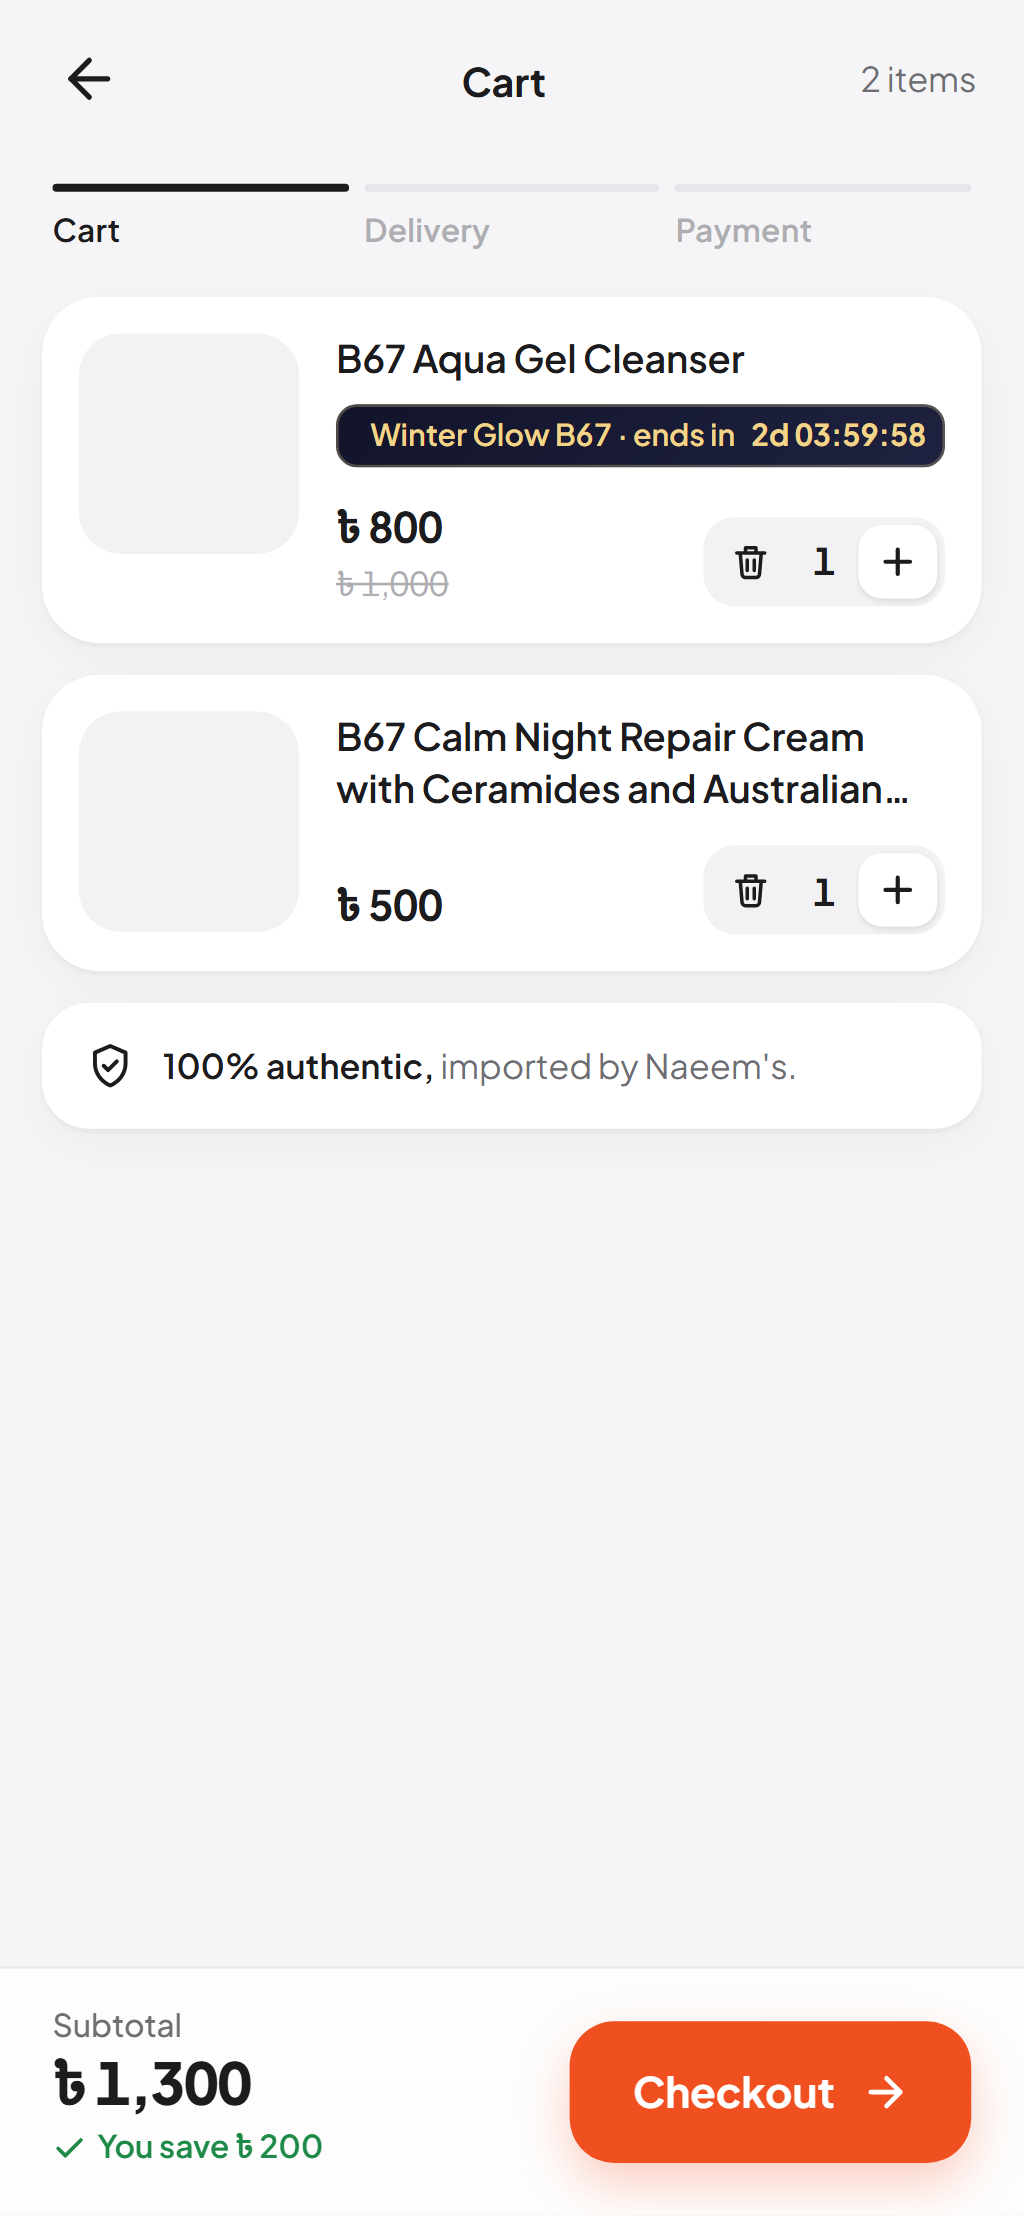 Cart
2 items
Cart
Delivery
Payment
B67 Aqua Gel Cleanser
Winter Glow B67 · ends in 2d 03:59:58
৳ 800
৳ 1,000
1
B67 Calm Night Repair Cream
with Ceramides and Australian...
৳ 500
1
100% authentic, imported by Naeem's.
Subtotal
৳ 1,300
You save ৳ 200
Checkout